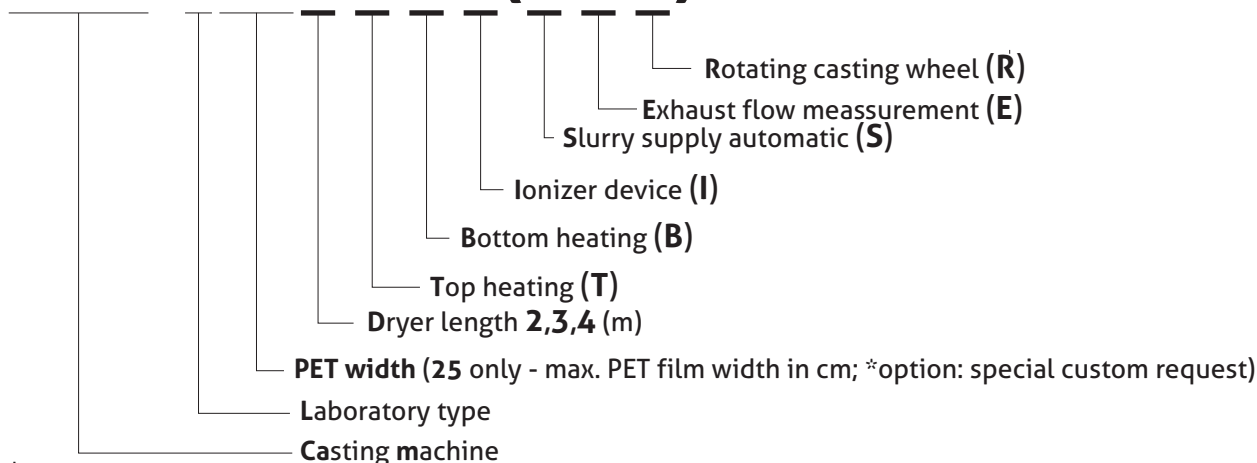 Rotating casting wheel (R)
Exhaust flow meassurement (E)
Slurry supply automatic (S)
Ionizer device (I)
Bottom heating (B)
Top heating (T)
Dryer length 2,3,4 (m)
PET width (25 only - max. PET film width in cm; *option: special custom request)
Laboratory type
Casting machine